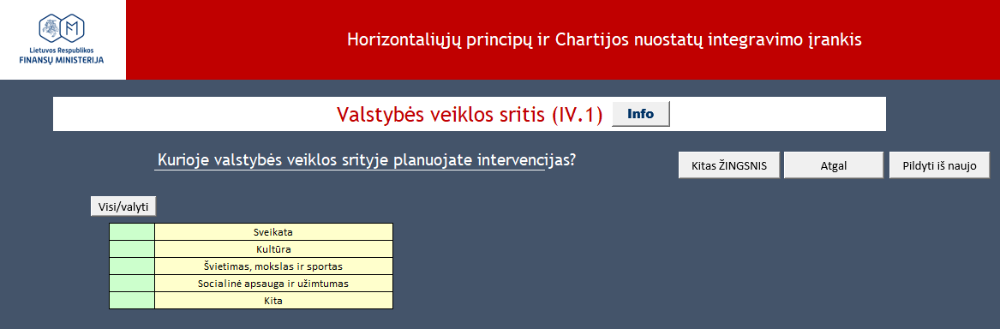 Lietuvos Respublikos
FINANSŲ MINISTERIJA
Horizontaliųjų principų ir Chartijos nuostatų integravimo įrankis
Valstybės veiklos sritis (IV.1)
Info
Kurioje valstybės veiklos srityje planuojate intervencijas?
Kitas ŽINGSNIS
Atgal
Pildyti iš naujo
Visi/valyti
Sveikata
Kultūra
Švietimas, mokslas ir sportas
Socialinė apsauga ir užimtumas
Kita